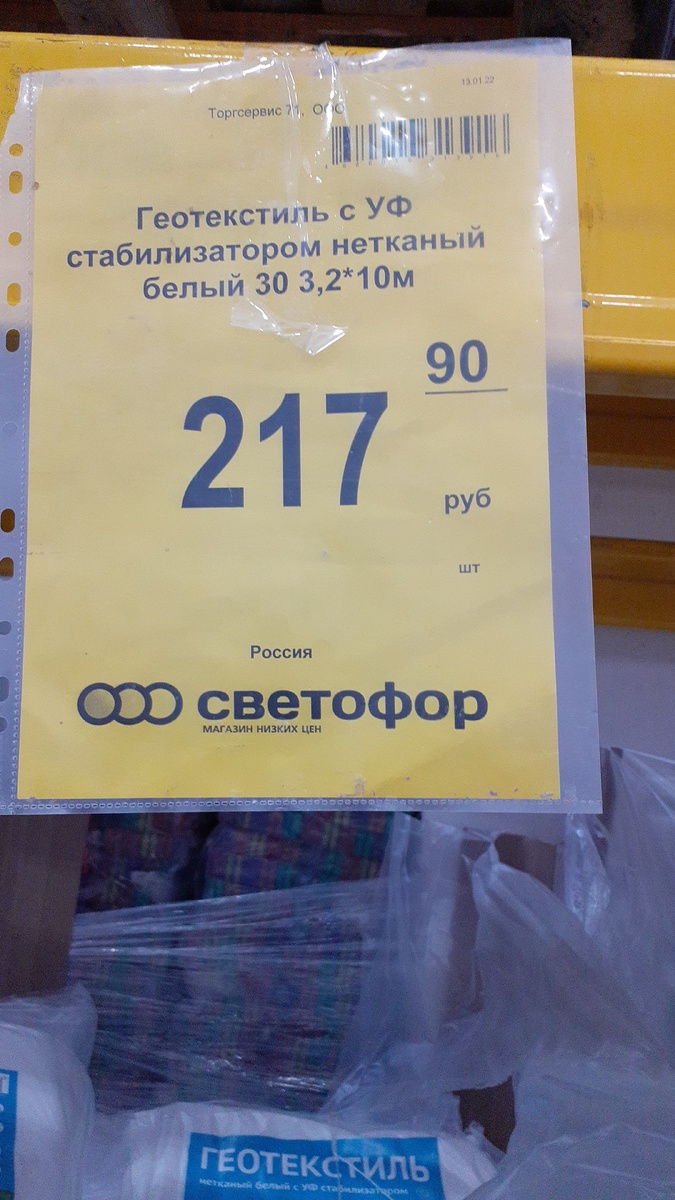 13.01.22
Торгсервис 71, ООО
Геотекстиль с УФ
стабилизатором нетканый
белый 30 3,2*10м
217
90
руб
шт
Россия
светофор
МАГАЗИН НИЗКИХ ЦЕН
ГЕОТЕКСТИЛЬ
нетканый белый с УФ стабилизатором